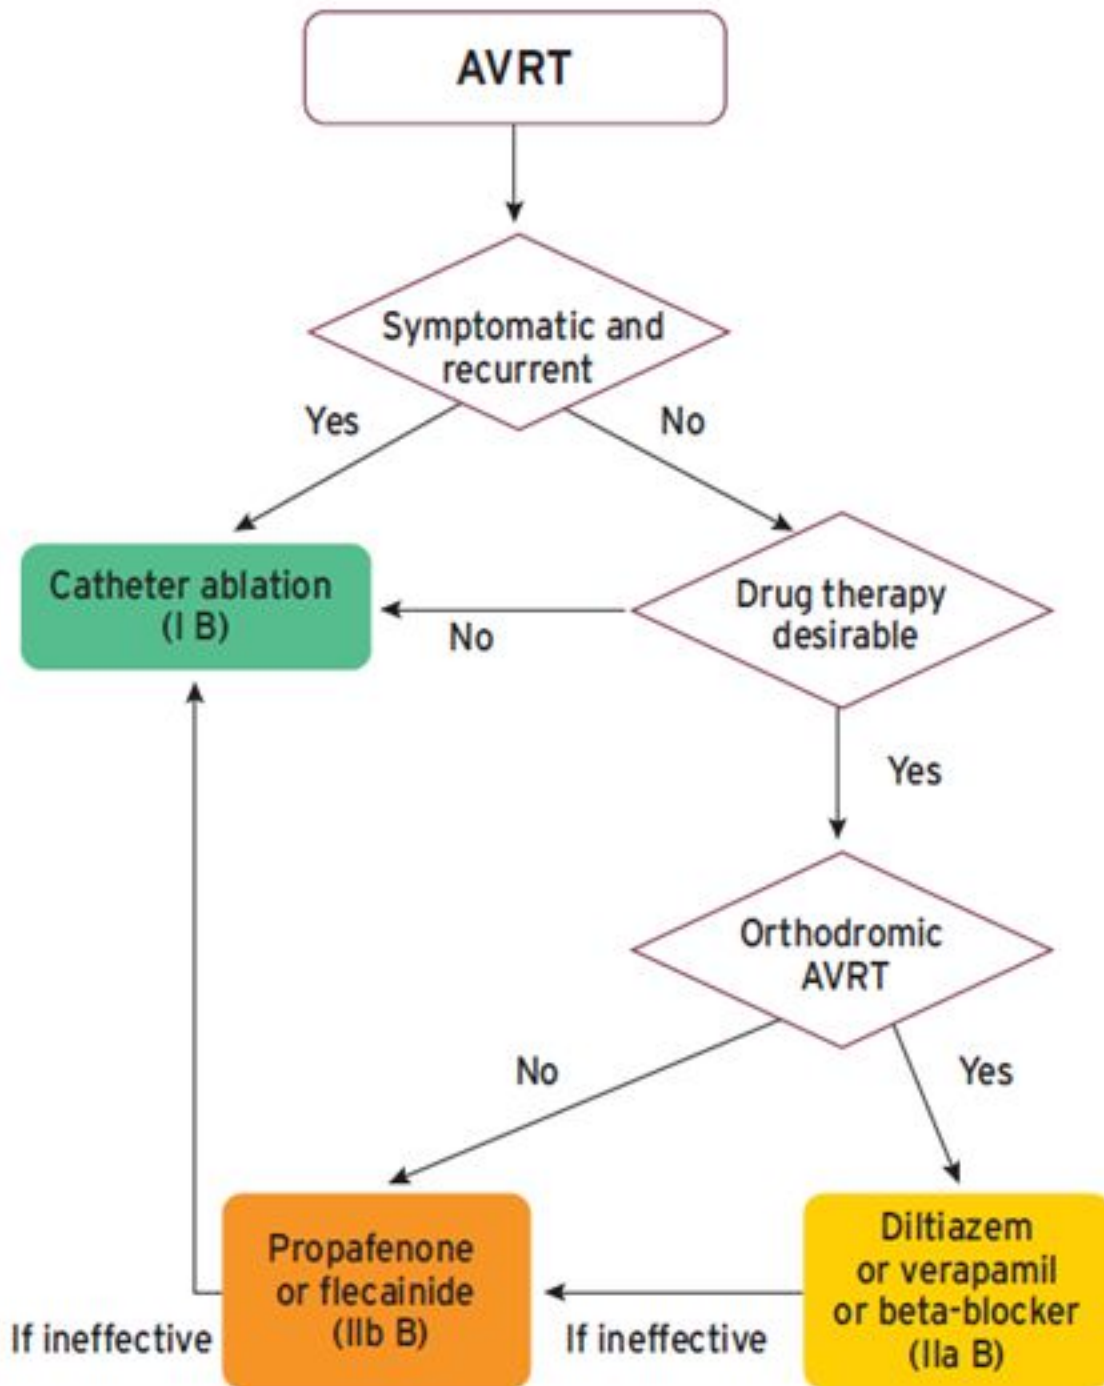 AVRT
Symptomatic and
recurrent
Yes
No
Catheter ablation
(I B)
No
Drug therapy
desirable
Yes
Orthodromic
AVRT
No
Yes
Propafenone
or flecainide
(IIb B)
Diltiazem
or verapamil
or beta-blocker
(IIa B)
If ineffective
If ineffective